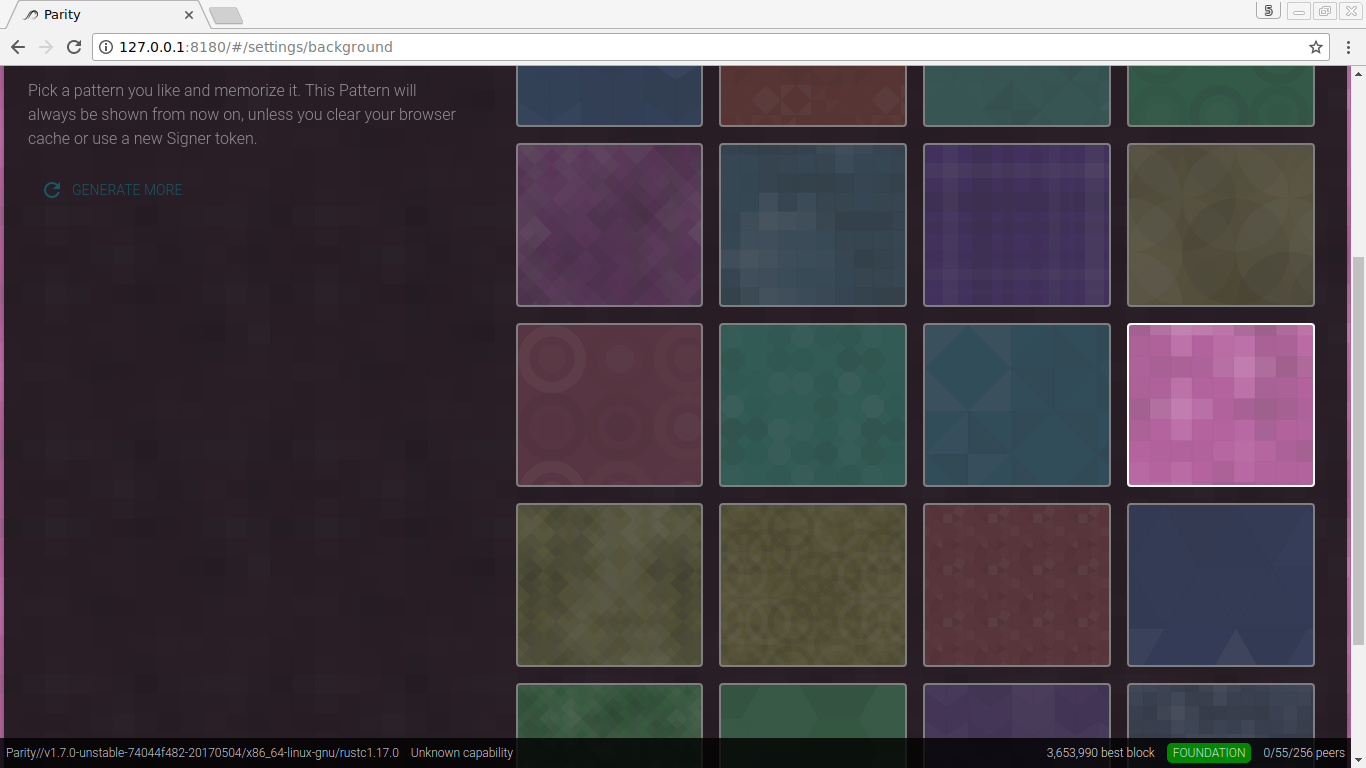 Parity
5
127.0.0.1:8180/#/settings/background
Pick a pattern you like and memorize it. This Pattern will
always be shown from now on, unless you clear your browser
cache or use a new Signer token.
GENERATE MORE
Parity//v1.7.0-unstable-74044f482-20170504/x86_64-linux-gnu/rustc1.17.0 Unknown capability 3,653,990 best block FOUNDATION 0/55/256 peers